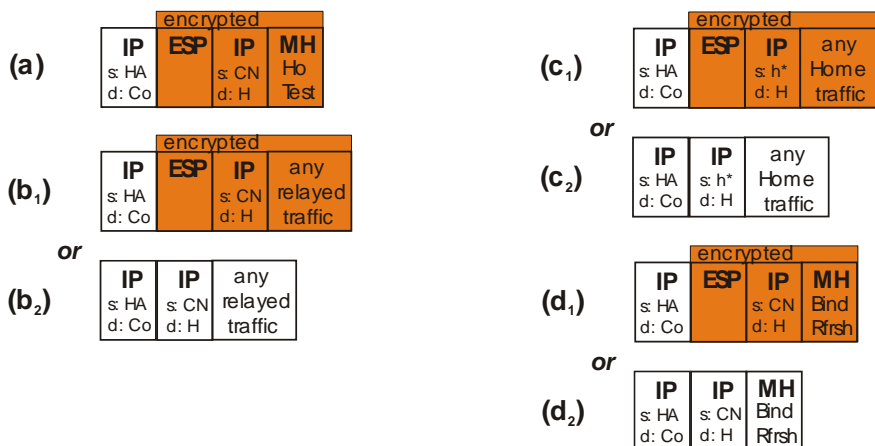 encrypted
(a)
IP ESP IP MH
s: HA s: CN Ho
d: Co d: H Test
encrypted
(b₁)
IP ESP IP any
s: HA s: CN relayed
d: Co d: H traffic
or
(b₂)
IP IP any
s: HA s: CN relayed
d: Co d: H traffic
encrypted
(c₁)
IP ESP IP any
s: HA s: h* Home
d: Co d: H traffic
or
(c₂)
IP IP any
s: HA s: h* Home
d: Co d: H traffic
encrypted
(d₁)
IP ESP IP MH
s: HA s: CN Bind
d: Co d: H Rfrsh
or
(d₂)
IP IP MH
s: HA s: CN Bind
d: Co d: H Rfrsh